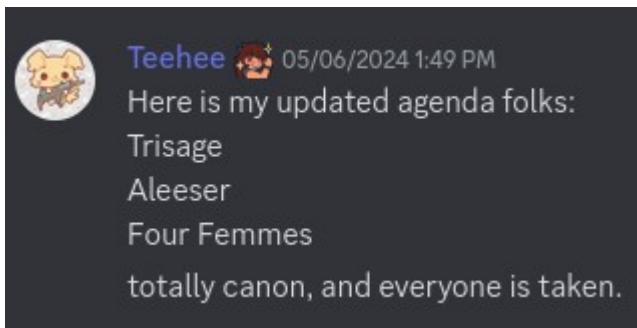 Teehee 05/06/2024 1:49 PM
Here is my updated agenda folks:
Trisage
Aleeser
Four Femmes
totally canon, and everyone is taken.